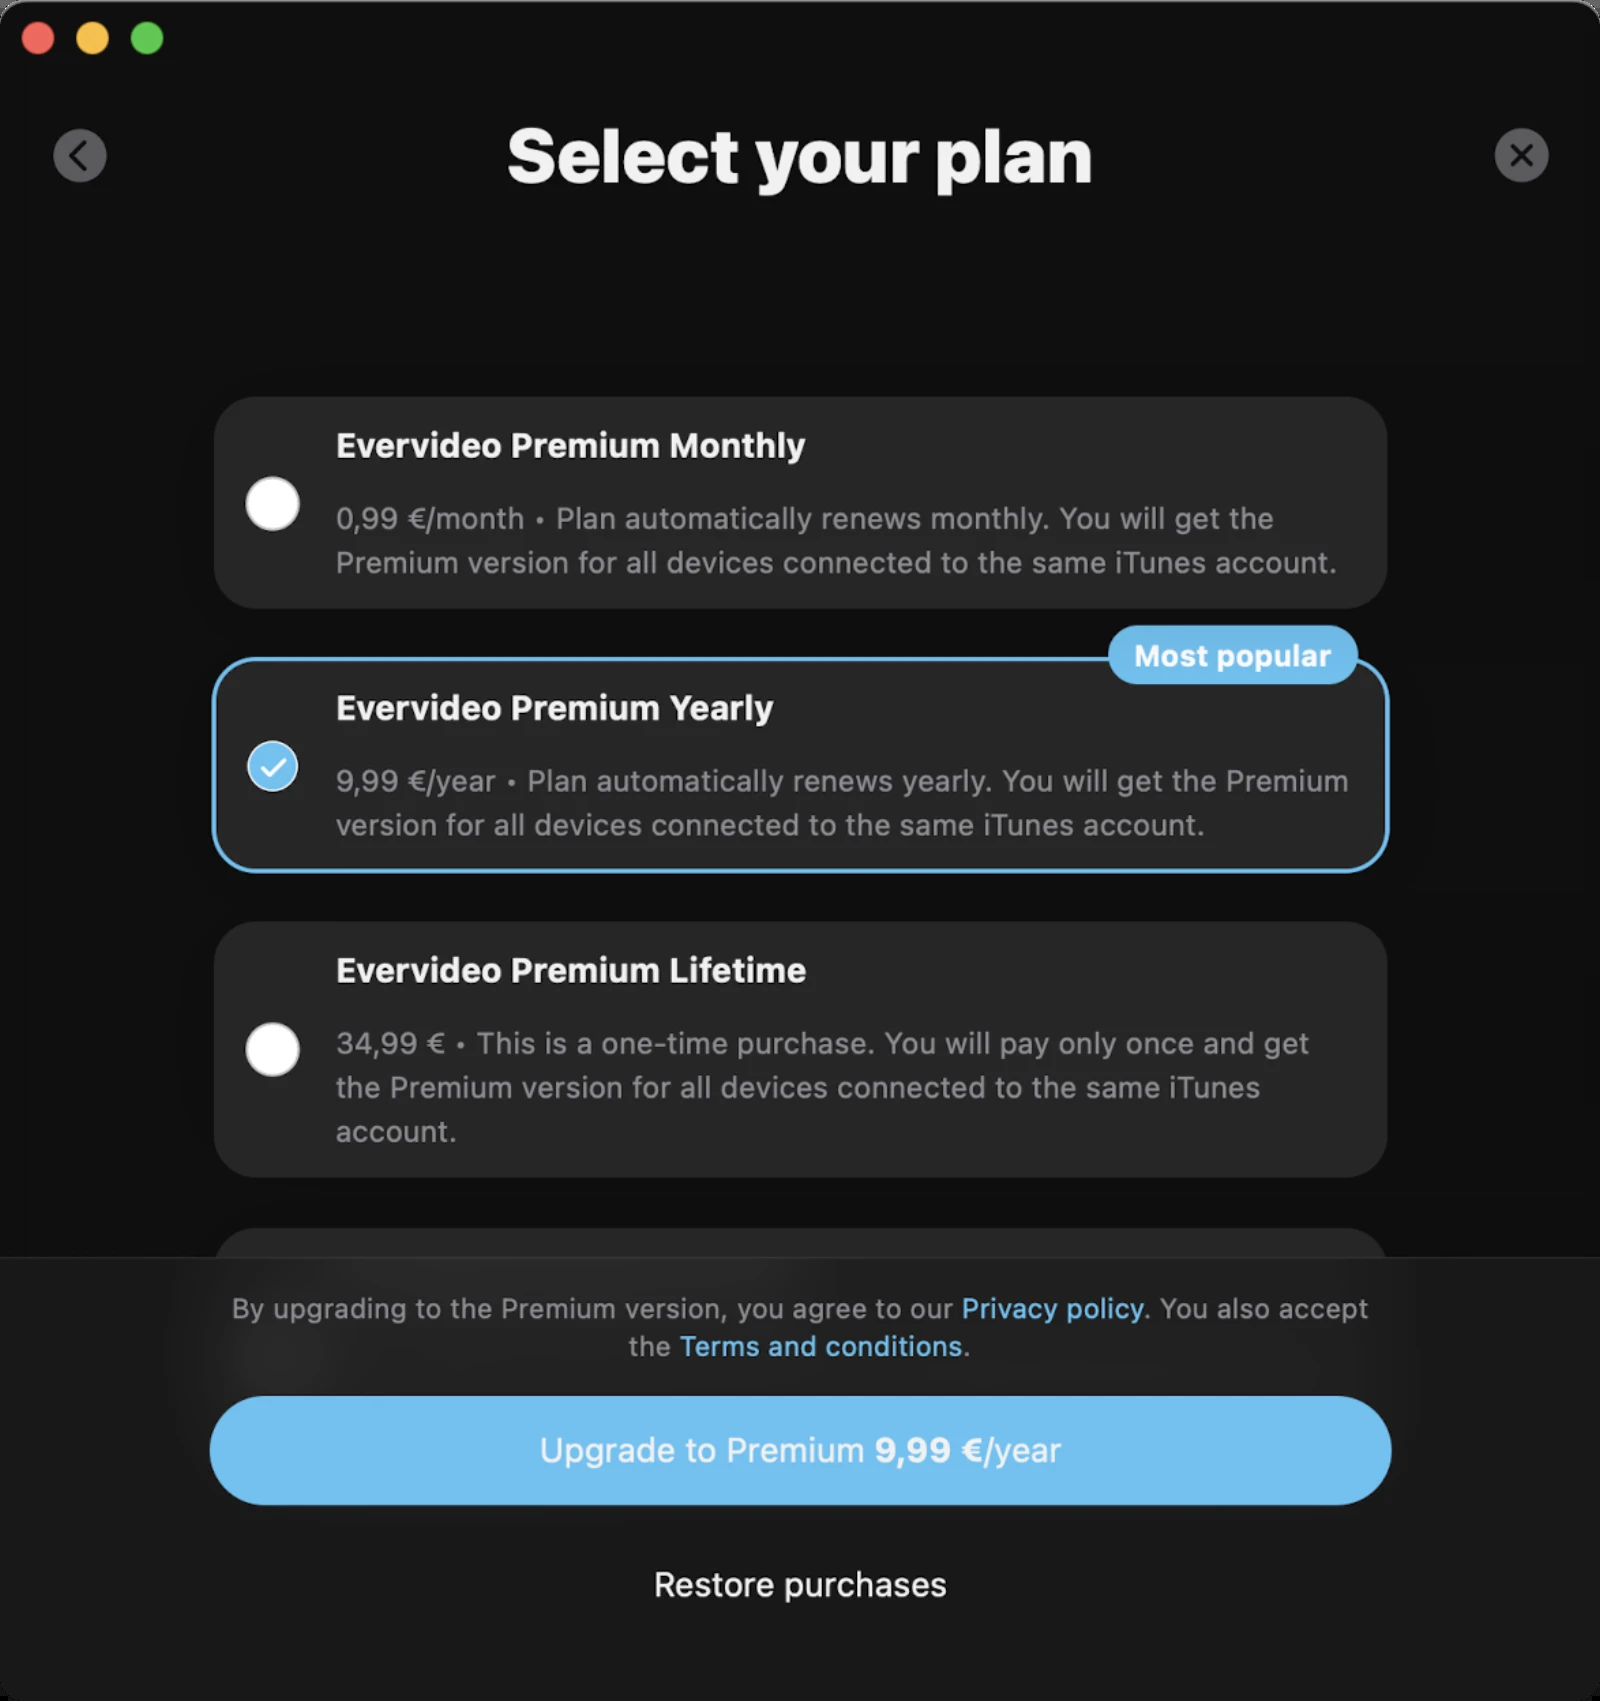 Select your plan
Evervideo Premium Monthly
0,99 €/month • Plan automatically renews monthly. You will get the
Premium version for all devices connected to the same iTunes account.
Most popular
Evervideo Premium Yearly
9,99 €/year • Plan automatically renews yearly. You will get the Premium
version for all devices connected to the same iTunes account.
Evervideo Premium Lifetime
34,99 € • This is a one-time purchase. You will pay only once and get
the Premium version for all devices connected to the same iTunes
account.
By upgrading to the Premium version, you agree to our Privacy policy. You also accept
the Terms and conditions.
Upgrade to Premium 9,99 €/year
Restore purchases